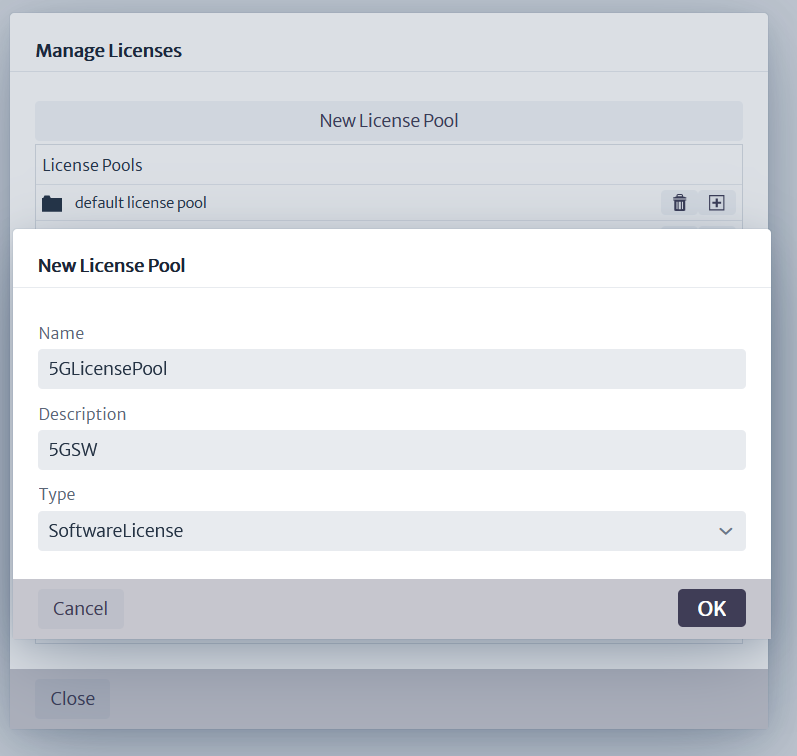 Manage Licenses
New License Pool
License Pools
default license pool
New License Pool
Name
5GLicensePool
Description
5GSW
Type
SoftwareLicense
Cancel
OK
Close